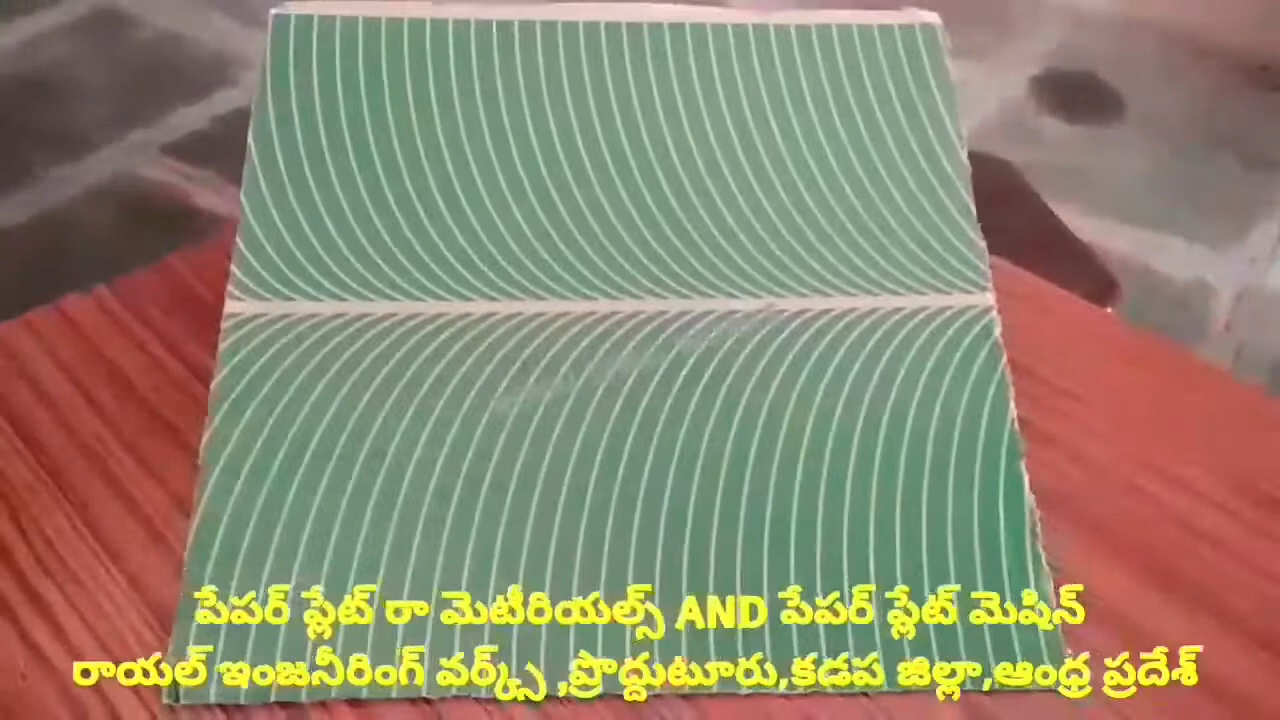 పేపర్ ప్లేట్ రా మెటీరియల్స్ AND పేపర్ ప్లేట్ మెషిన్
రాయల్ ఇంజనీరింగ్ వర్క్స్ ,ప్రొద్దుటూరు,కడప జిల్లా,ఆంధ్ర ప్రదేశ్